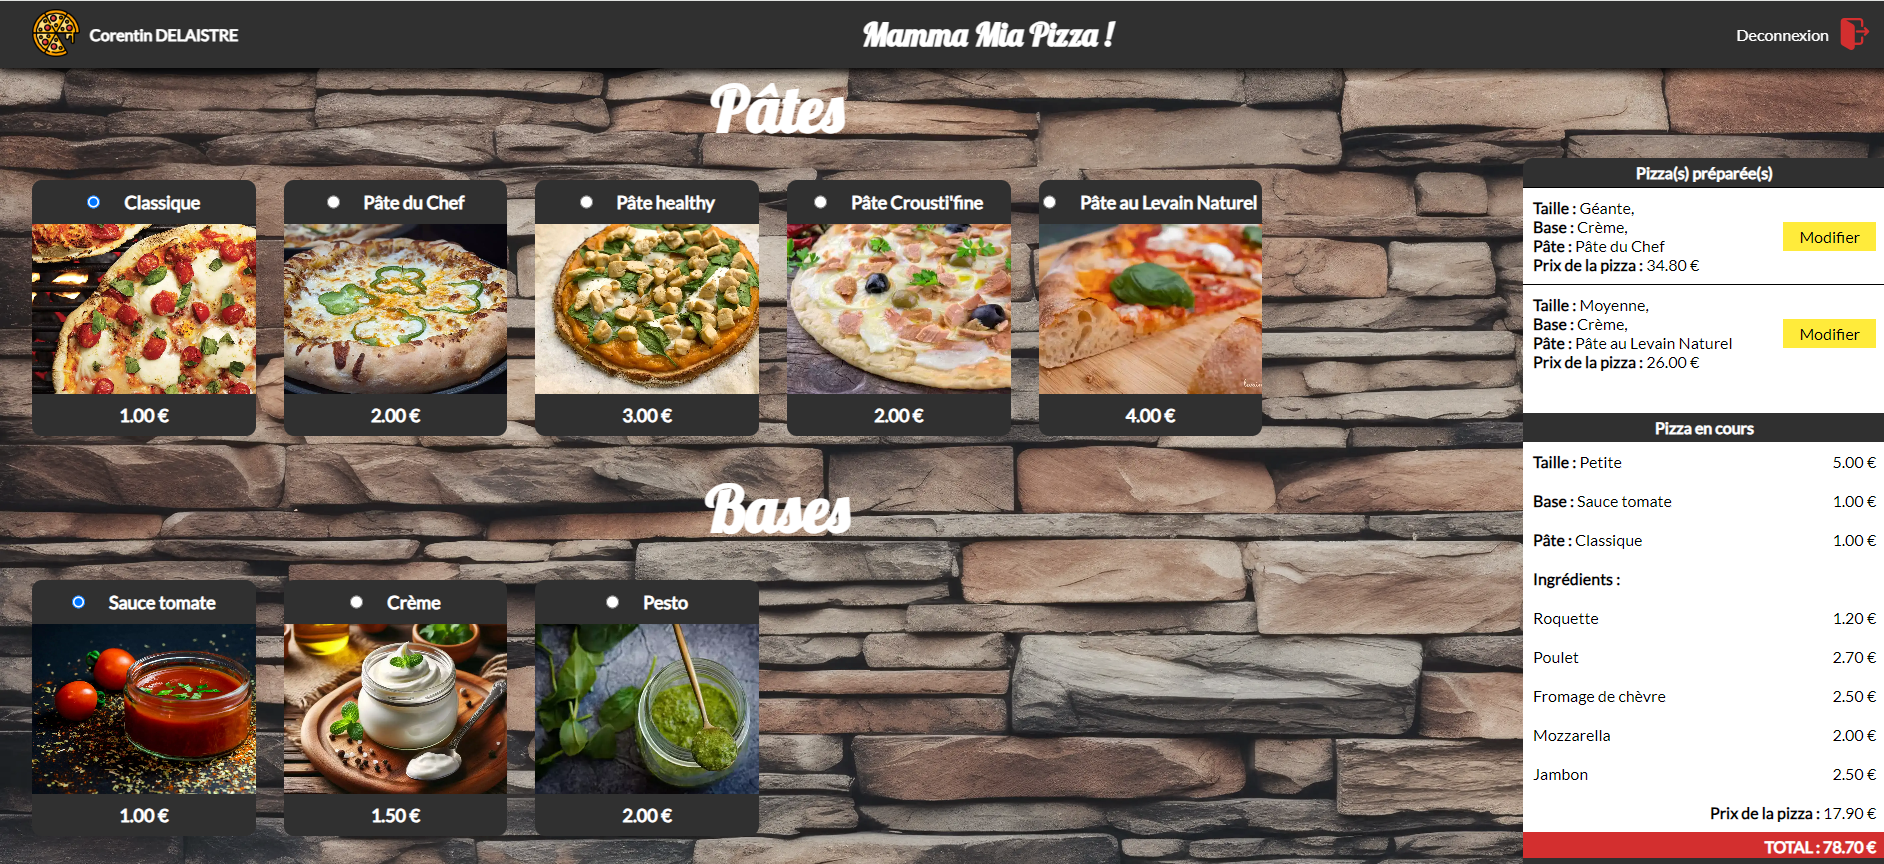 Corentin DELAISTRE
Mamma Mia Pizza !
Deconnexion
Pâtes
Classique
Pâte du Chef
Pâte healthy
Pâte Crousti'fine
Pâte au Levain Naturel
1.00 €
2.00 €
3.00 €
2.00 €
4.00 €
Bases
Sauce tomate
Crème
Pesto
1.00 €
1.50 €
2.00 €
Pizza(s) préparée(s)
Taille : Géante,
Base : Crème,
Pâte : Pâte du Chef
Prix de la pizza : 34.80 €
Modifier
Taille : Moyenne,
Base : Crème,
Pâte : Pâte au Levain Naturel
Prix de la pizza : 26.00 €
Modifier
Pizza en cours
Taille : Petite 5.00 €
Base : Sauce tomate 1.00 €
Pâte : Classique 1.00 €
Ingrédients :
Roquette 1.20 €
Poulet 2.70 €
Fromage de chèvre 2.50 €
Mozzarella 2.00 €
Jambon 2.50 €
Prix de la pizza : 17.90 €
TOTAL : 78.70 €